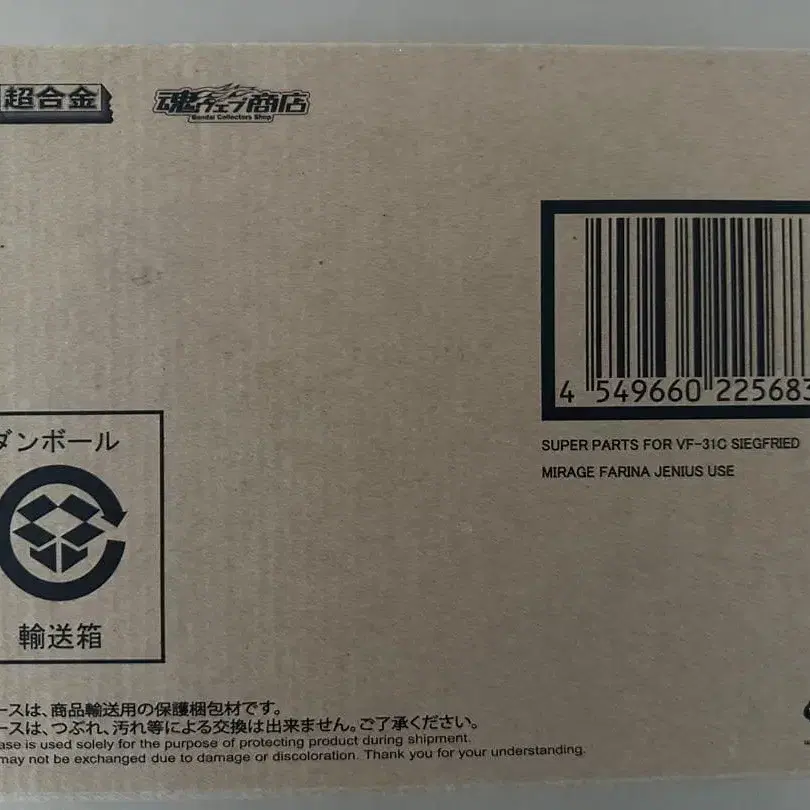 超合金
魂ウェブ商店
Bandai Collectors Shop
4 549660 225683
SUPER PARTS FOR VF-31C SIEGFRIED
MIRAGE FARINA JENIUS USE
ダンボール
輸送箱
ースは、商品輸送用の保護梱包材です。
ースは、つぶれ、汚れ等による交換は出来ません。ご了承ください。
ase is used solely for the purpose of protecting product during shipment.
may not be exchanged due to damage or discoloration. Thank you for your understanding.